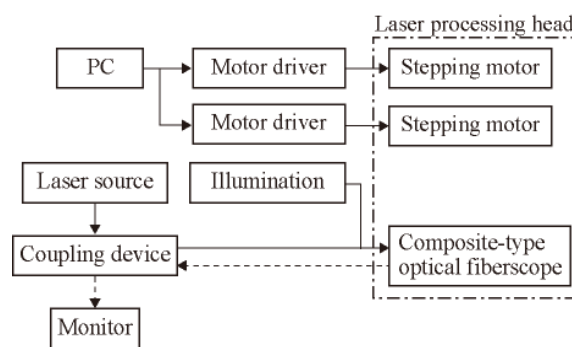 Laser processing head
PC
Motor driver
Stepping motor
Motor driver
Stepping motor
Laser source
Illumination
Coupling device
Composite-type
optical fiberscope
Monitor